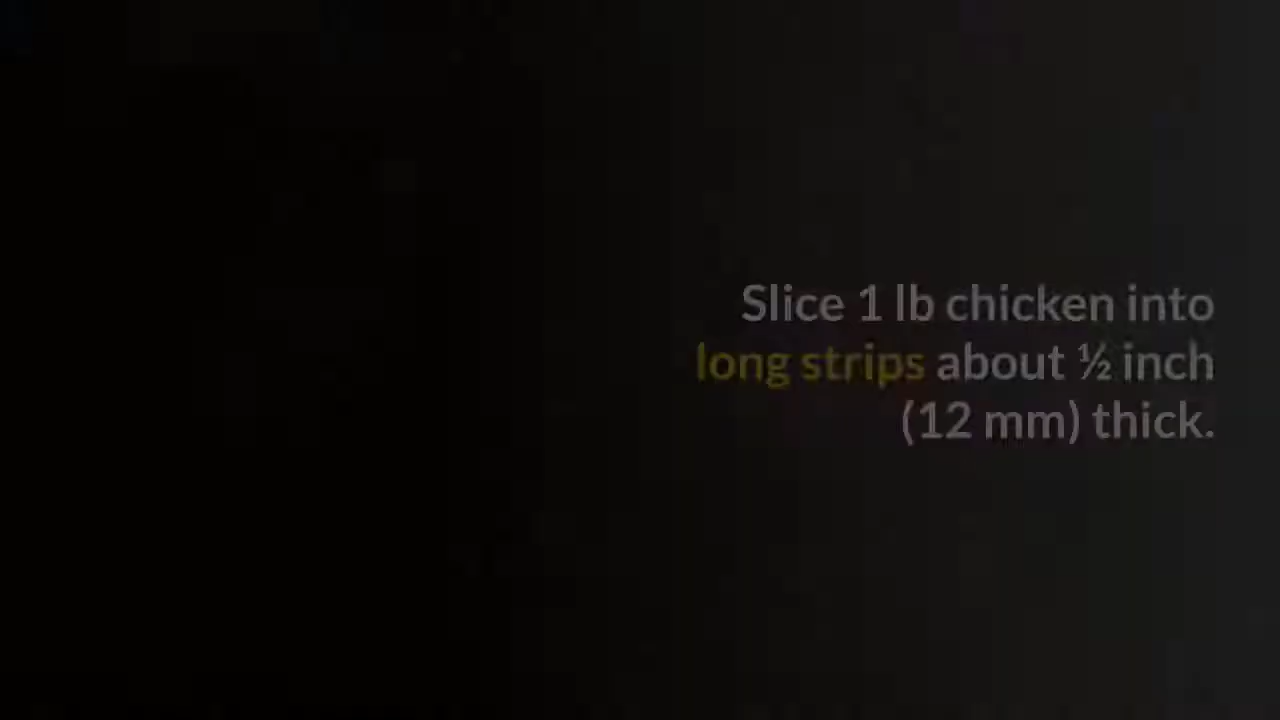 Slice 1 lb chicken into
long strips about ½ inch
(12 mm) thick.